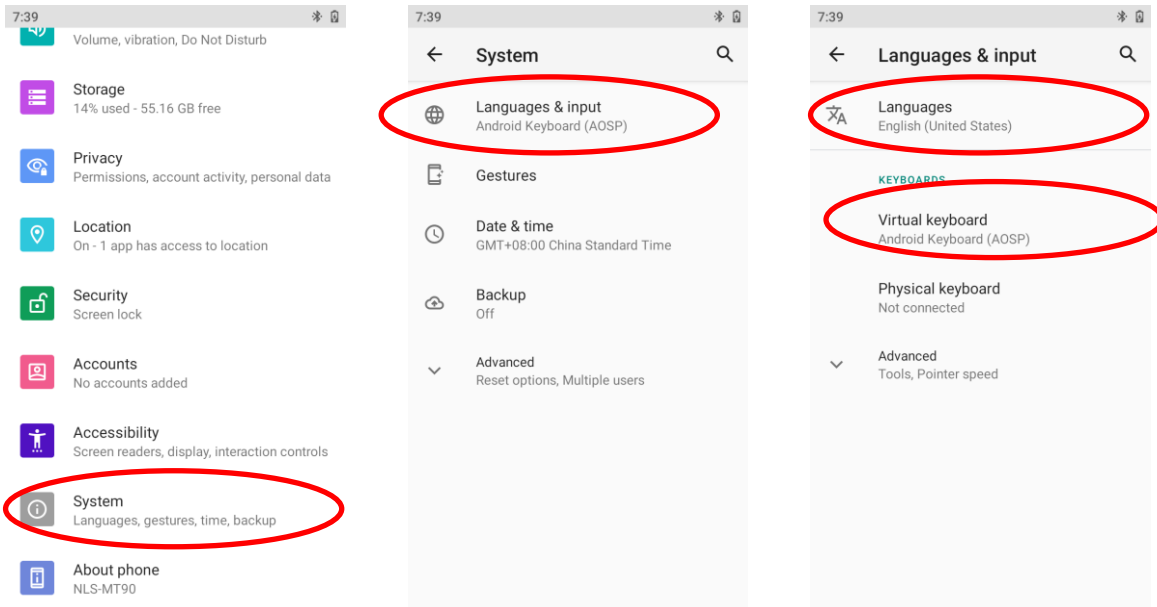 7:39
Volume, vibration, Do Not Disturb
Storage
14% used - 55.16 GB free
Privacy
Permissions, account activity, personal data
Location
On - 1 app has access to location
Security
Screen lock
Accounts
No accounts added
Accessibility
Screen readers, display, interaction controls
System
Languages, gestures, time, backup
About phone
NLS-MT90
7:39
System
Languages & input
Android Keyboard (AOSP)
Gestures
Date & time
GMT+08:00 China Standard Time
Backup
Off
Advanced
Reset options, Multiple users
7:39
Languages & input
Languages
English (United States)
KEYBOARDS
Virtual keyboard
Android Keyboard (AOSP)
Physical keyboard
Not connected
Advanced
Tools, Pointer speed